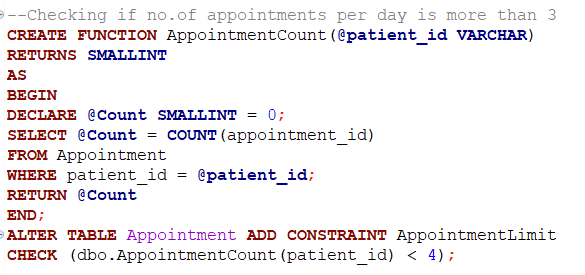 --Checking if no.of appointments per day is more than 3
CREATE FUNCTION AppointmentCount(@patient_id VARCHAR)
RETURNS SMALLINT
AS
BEGIN
DECLARE @Count SMALLINT = 0;
SELECT @Count = COUNT(appointment_id)
FROM Appointment
WHERE patient_id = @patient_id;
RETURN @Count
END;
ALTER TABLE Appointment ADD CONSTRAINT AppointmentLimit
CHECK (dbo.AppointmentCount(patient_id) < 4);